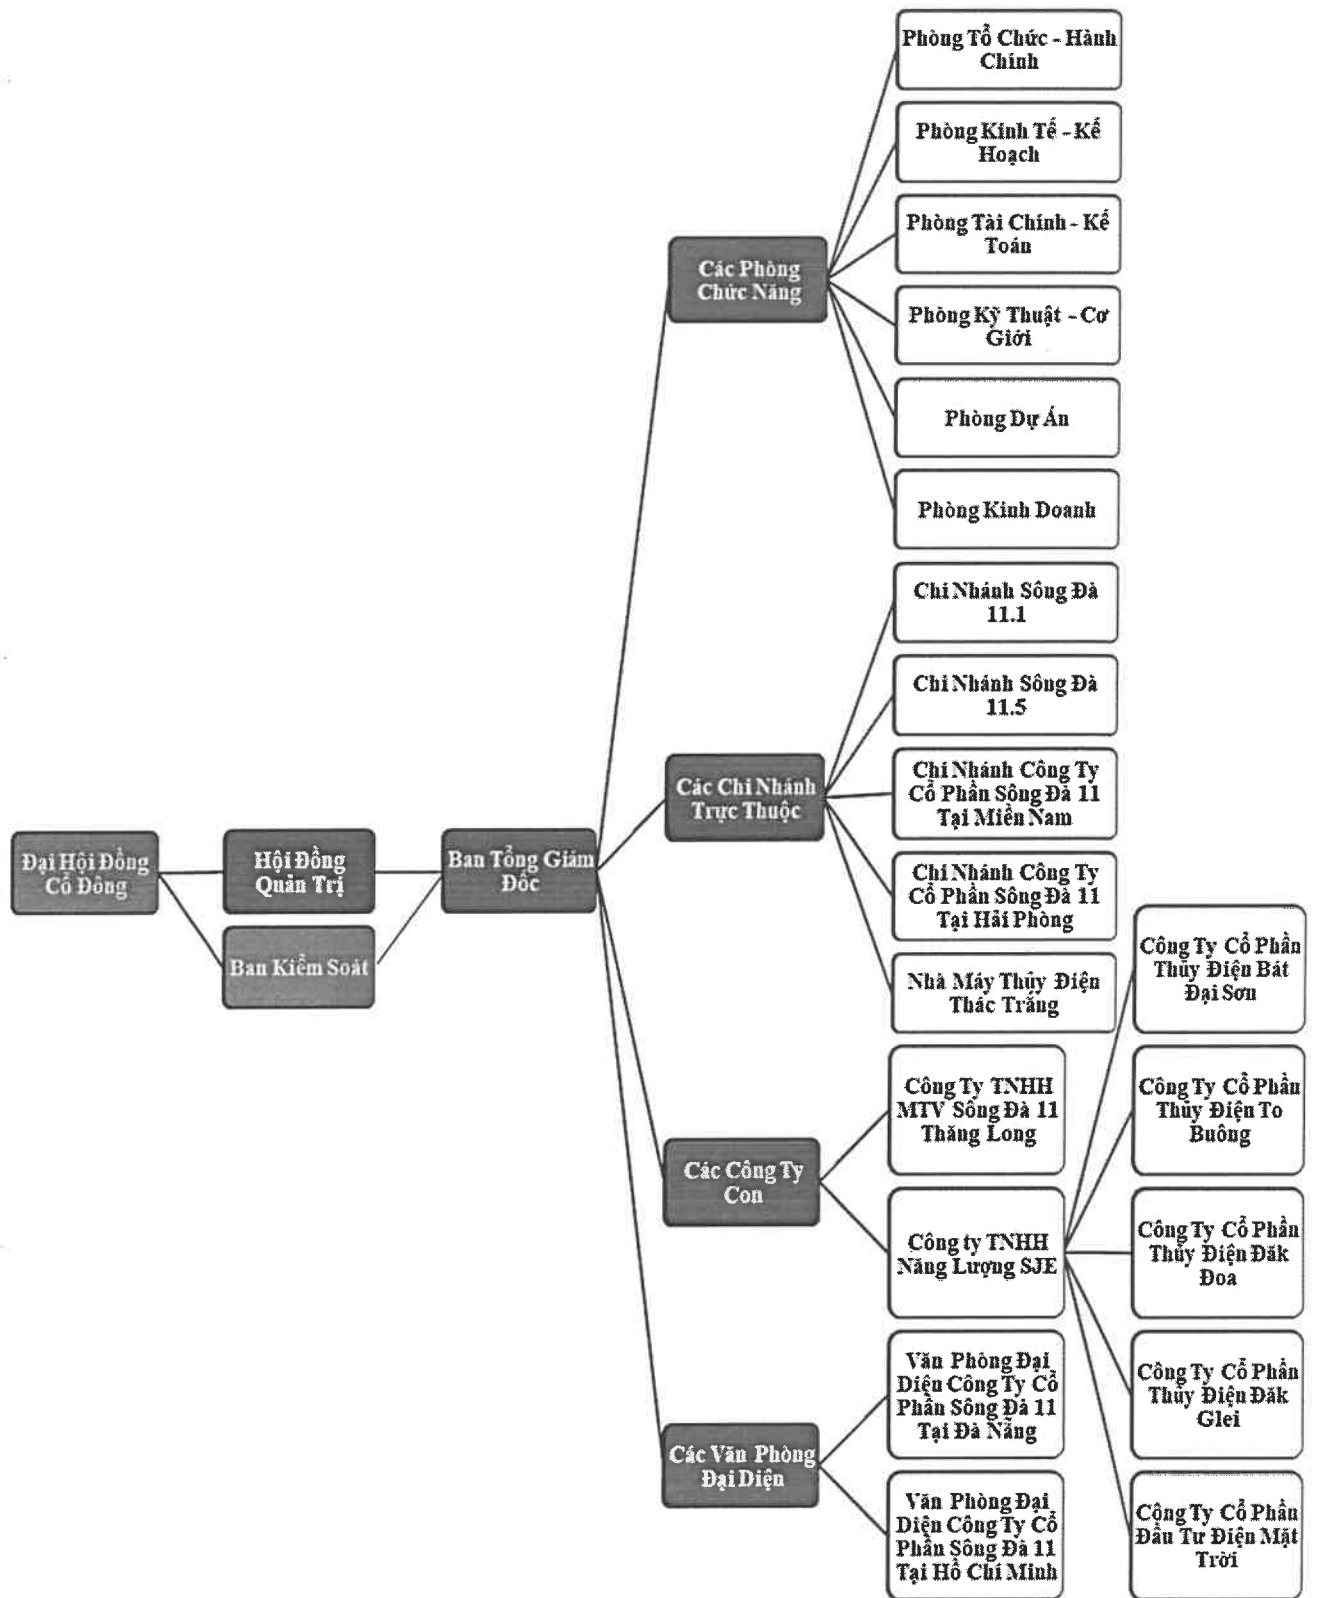 Đại Hội Đồng
Cổ Đông
Hội Đồng
Quản Trị
Ban Kiểm Soát
Ban Tổng Giám
Đốc
Các Phòng
Chức Năng
Phòng Tổ Chức - Hành
Chính
Phòng Kinh Tế - Kế
Hoạch
Phòng Tài Chính - Kế
Toán
Phòng Kỹ Thuật - Cơ
Giới
Phòng Dự Án
Phòng Kinh Doanh
Các Chi Nhánh
Trực Thuộc
Chi Nhánh Sông Đà
11.1
Chi Nhánh Sông Đà
11.5
Chi Nhánh Công Ty
Cổ Phần Sông Đà 11
Tại Miền Nam
Chi Nhánh Công Ty
Cổ Phần Sông Đà 11
Tại Hải Phòng
Nhà Máy Thủy Điện
Thác Trắng
Các Công Ty
Con
Công Ty TNHH
MTV Sông Đà 11
Thăng Long
Công ty TNHH
Năng Lượng SJE
Công Ty Cổ Phần
Thủy Điện Bát
Đại Sơn
Công Ty Cổ Phần
Thủy Điện To
Buông
Công Ty Cổ Phần
Thủy Điện Đăk
Đoa
Công Ty Cổ Phần
Thủy Điện Đăk
Glei
Công Ty Cổ Phần
Đầu Tư Điện Mặt
Trời
Các Văn Phòng
Đại Diện
Văn Phòng Đại
Diện Công Ty Cổ
Phần Sông Đà 11
Tại Đà Nẵng
Văn Phòng Đại
Diện Công Ty Cổ
Phần Sông Đà 11
Tại Hồ Chí Minh